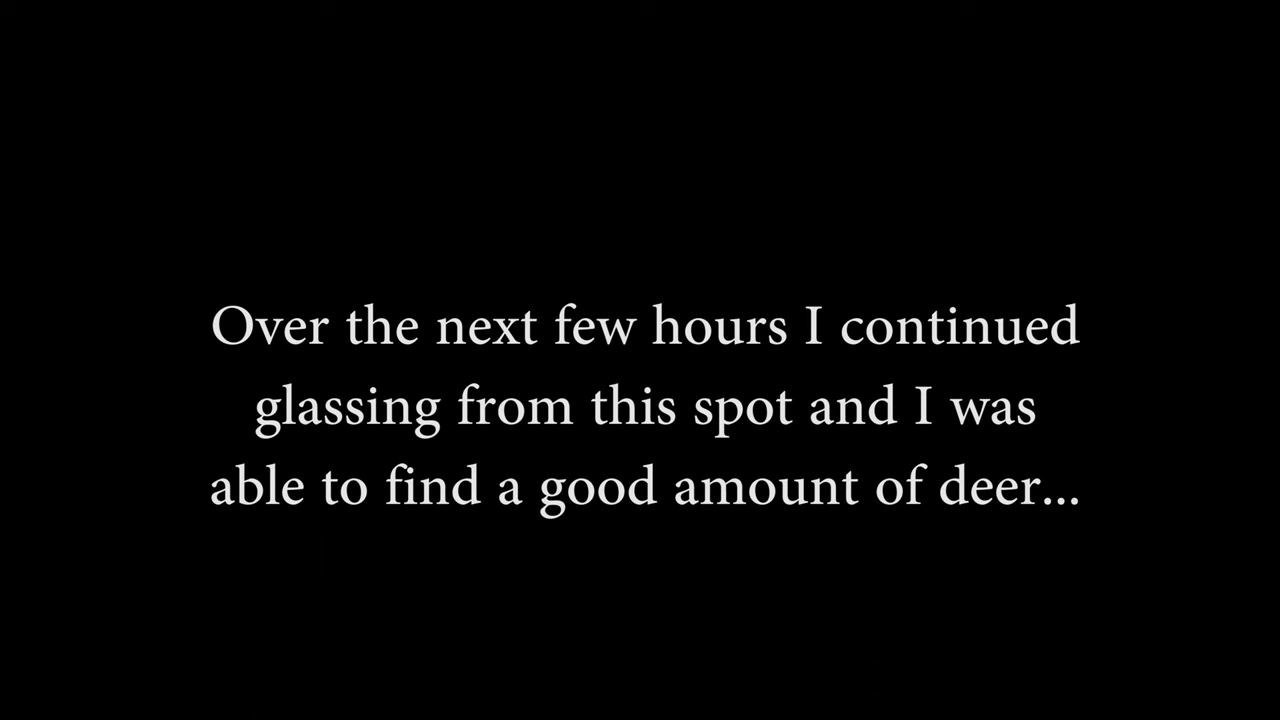 Over the next few hours I continued
glassing from this spot and I was
able to find a good amount of deer...